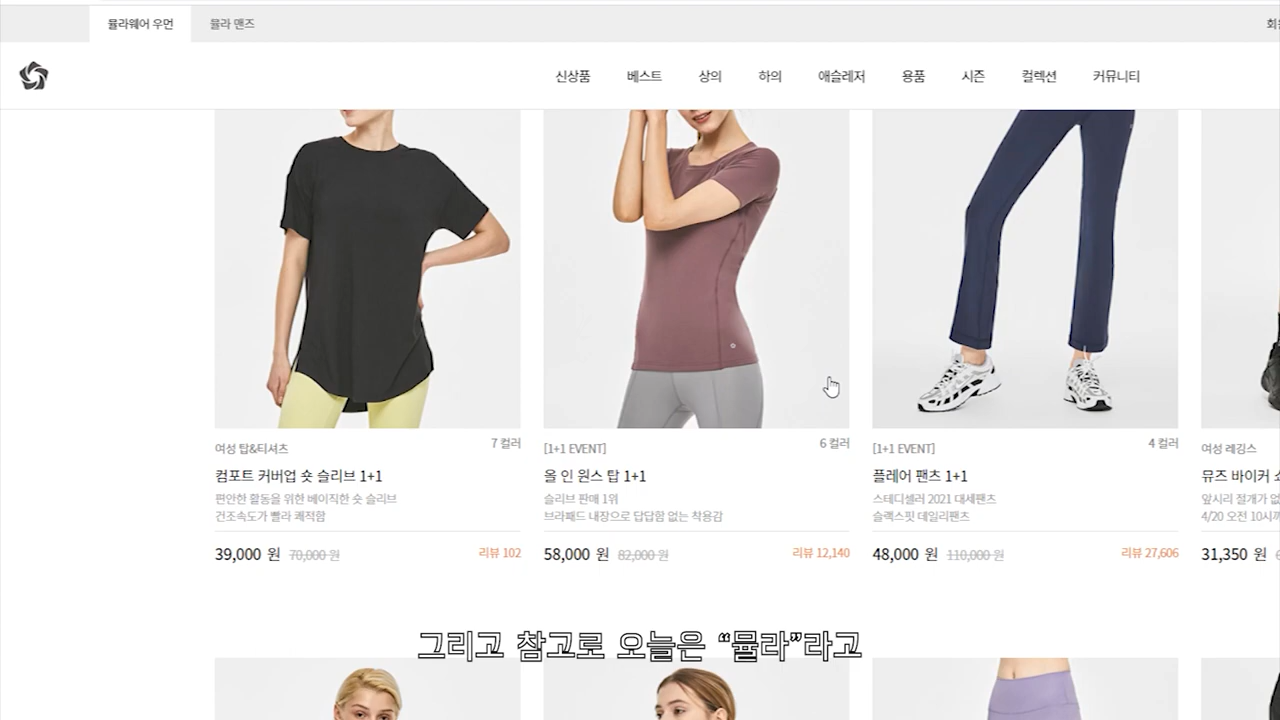 뮬라웨어 우먼 뮬라 맨즈
신상품 베스트 상의 하의 애슬레저 용품 시즌 컬렉션 커뮤니티
여성 탑&티셔츠 7 컬러
컴포트 커버업 숏 슬리브 1+1
편안한 활동을 위한 베이직한 숏 슬리브
건조속도가 빨라 쾌적함
39,000 원 70,000 원 리뷰 102
[1+1 EVENT] 6 컬러
올 인 원스 탑 1+1
슬리브 판매 1위
브라패드 내장으로 답답함 없는 착용감
58,000 원 82,000 원 리뷰 12,140
[1+1 EVENT] 4 컬러
플레어 팬츠 1+1
스테디셀러 2021 대세팬츠
슬랙스핏 데일리팬츠
48,000 원 110,000 원 리뷰 27,606
여성 레깅스
뮤즈 바이커
앞시리 절개가
4/20 오전 10시
31,350 원
그리고 참고로 오늘은 “뮬라”라고